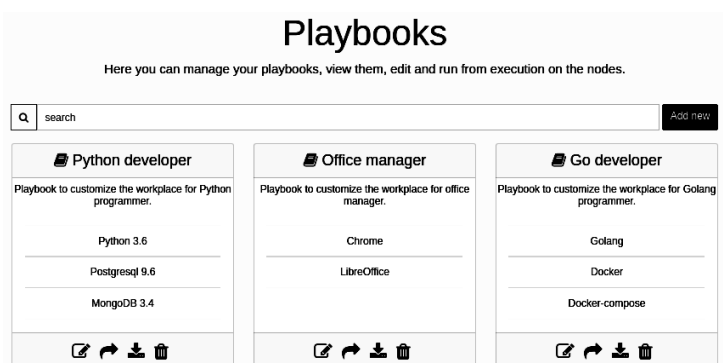 Playbooks
Here you can manage your playbooks, view them, edit and run from execution on the nodes.
search
Add new
Python developer
Playbook to customize the workplace for Python
programmer.
Python 3.6
Postgresql 9.6
MongoDB 3.4
Office manager
Playbook to customize the workplace for office
manager.
Chrome
LibreOffice
Go developer
Playbook to customize the workplace for Golang
programmer.
Golang
Docker
Docker-compose